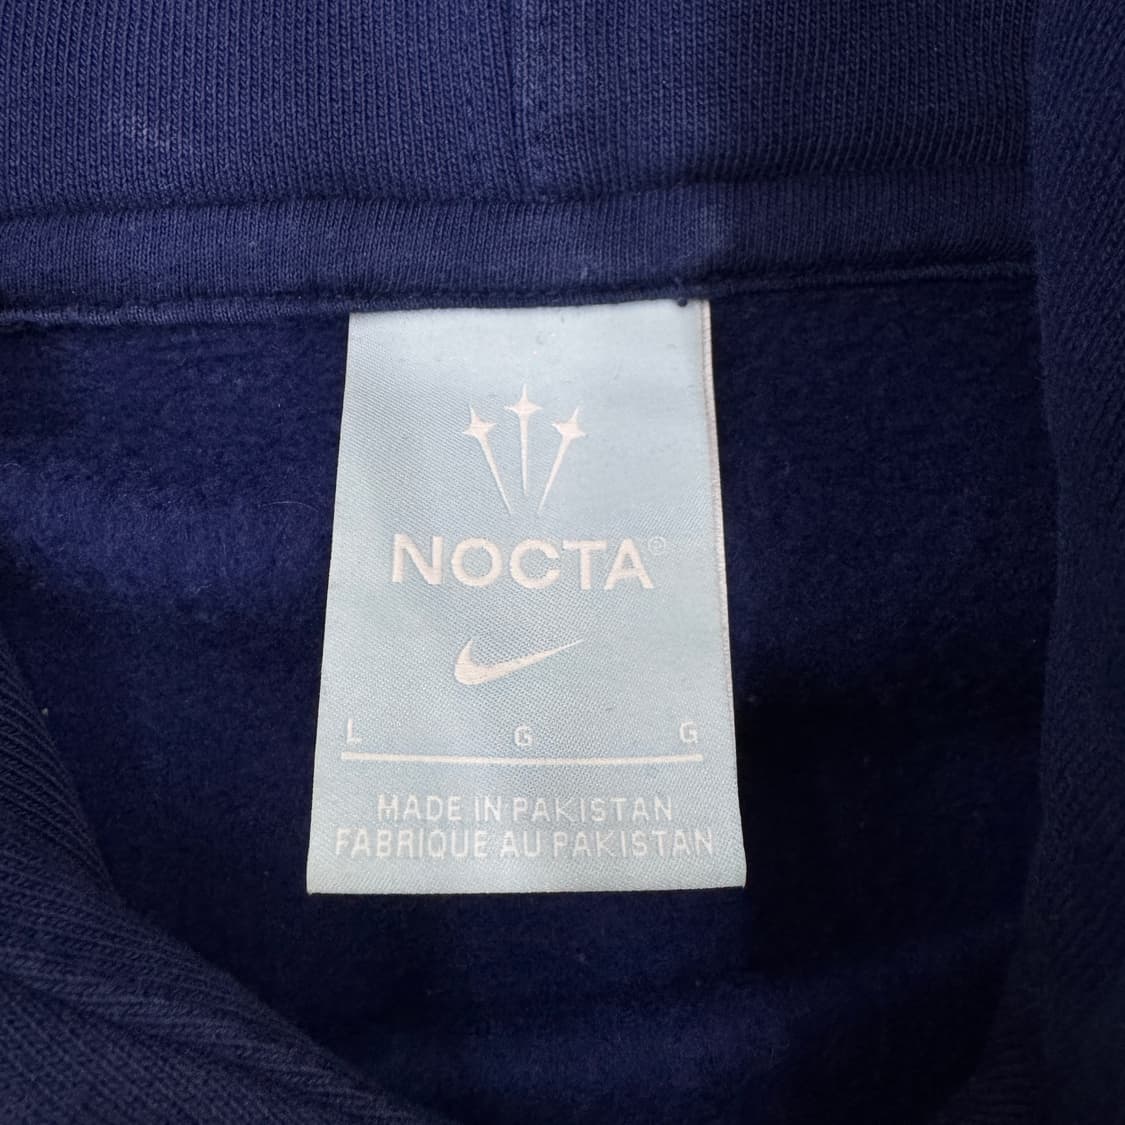 NOCTA®
L G G
MADE IN PAKISTAN
FABRIQUE AU PAKISTAN